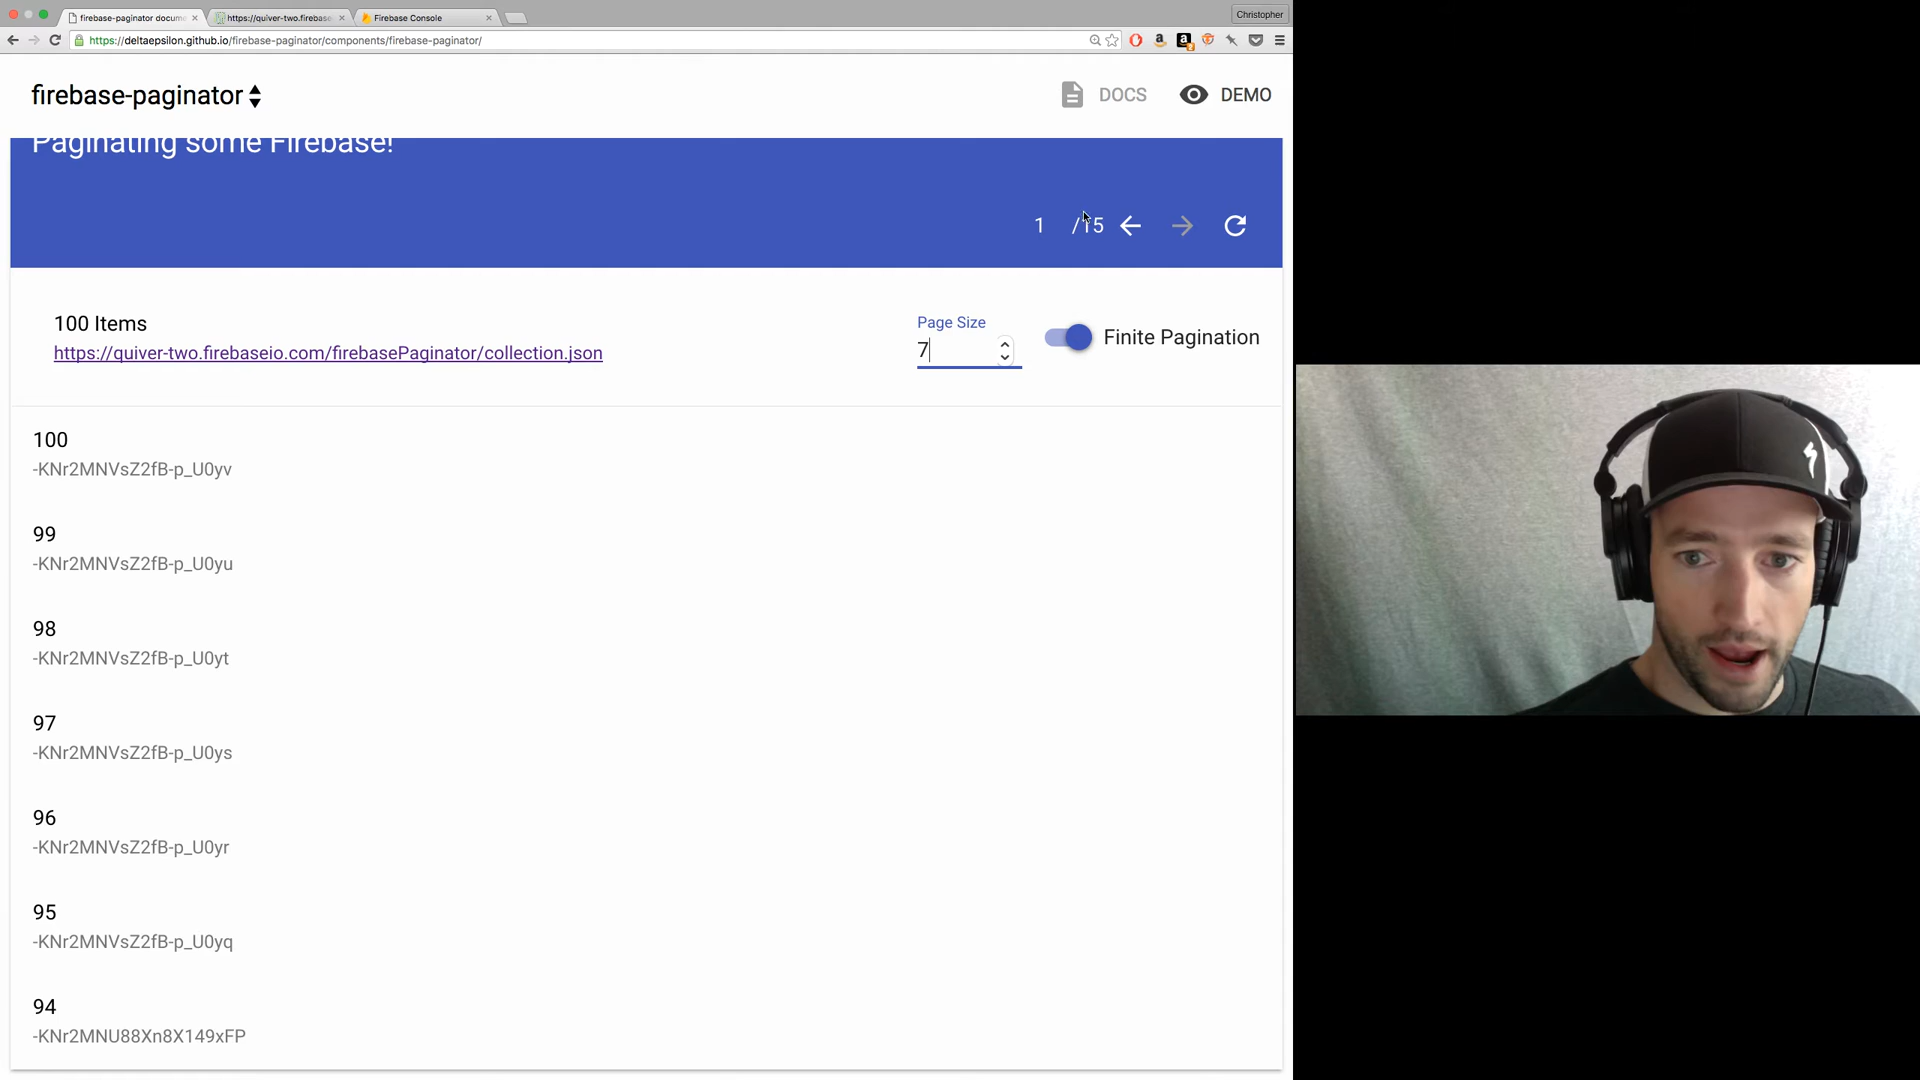 firebase-paginator docume
https://quiver-two.firebase
Firebase Console
Christopher
https://deltaepsilon.github.io/firebase-paginator/components/firebase-paginator/
firebase-paginator
DOCS
DEMO
Paginating some Firebase!
1 /15
100 Items
https://quiver-two.firebaseio.com/firebasePaginator/collection.json
Page Size
7
Finite Pagination
100
-KNr2MNVsZ2fB-p_U0yv
99
-KNr2MNVsZ2fB-p_U0yu
98
-KNr2MNVsZ2fB-p_U0yt
97
-KNr2MNVsZ2fB-p_U0ys
96
-KNr2MNVsZ2fB-p_U0yr
95
-KNr2MNVsZ2fB-p_U0yq
94
-KNr2MNU88Xn8X149xFP